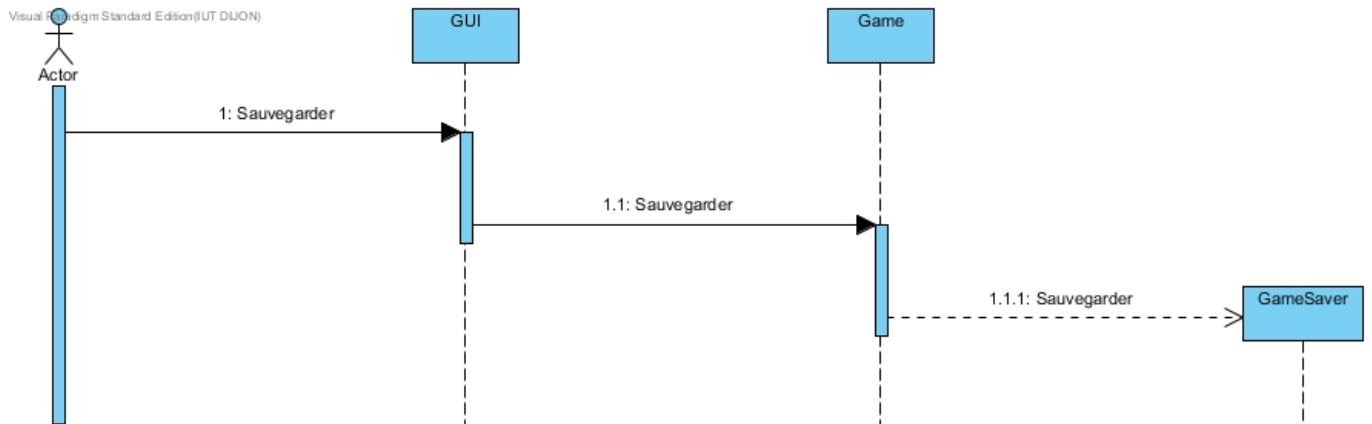 Visual Paradigm Standard Edition(IUT DIJON)
GUI
Game
Actor
1: Sauvegarder
1.1: Sauvegarder
1.1.1: Sauvegarder
GameSaver